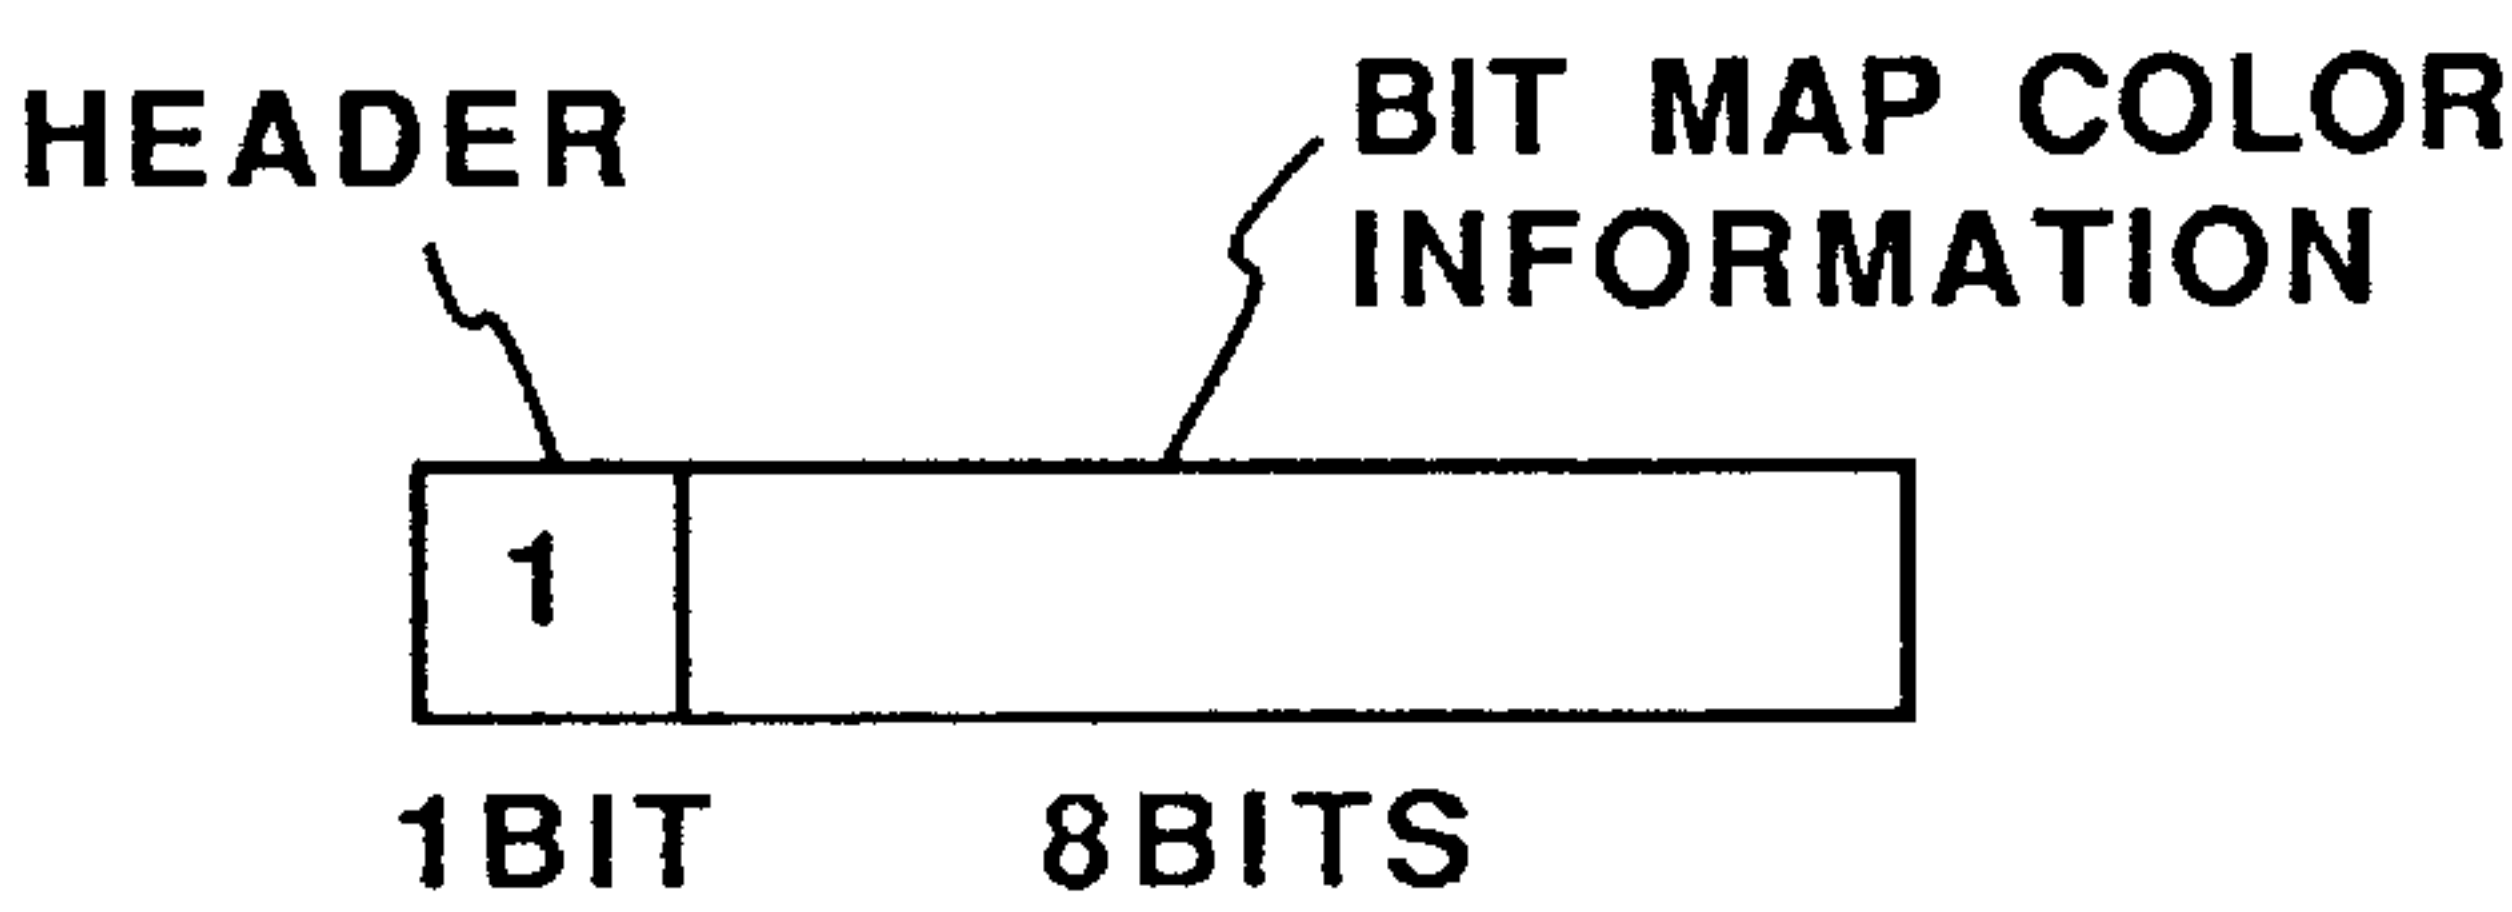 HEADER
BIT MAP COLOR
INFORMATION
1
1BIT
8BITS